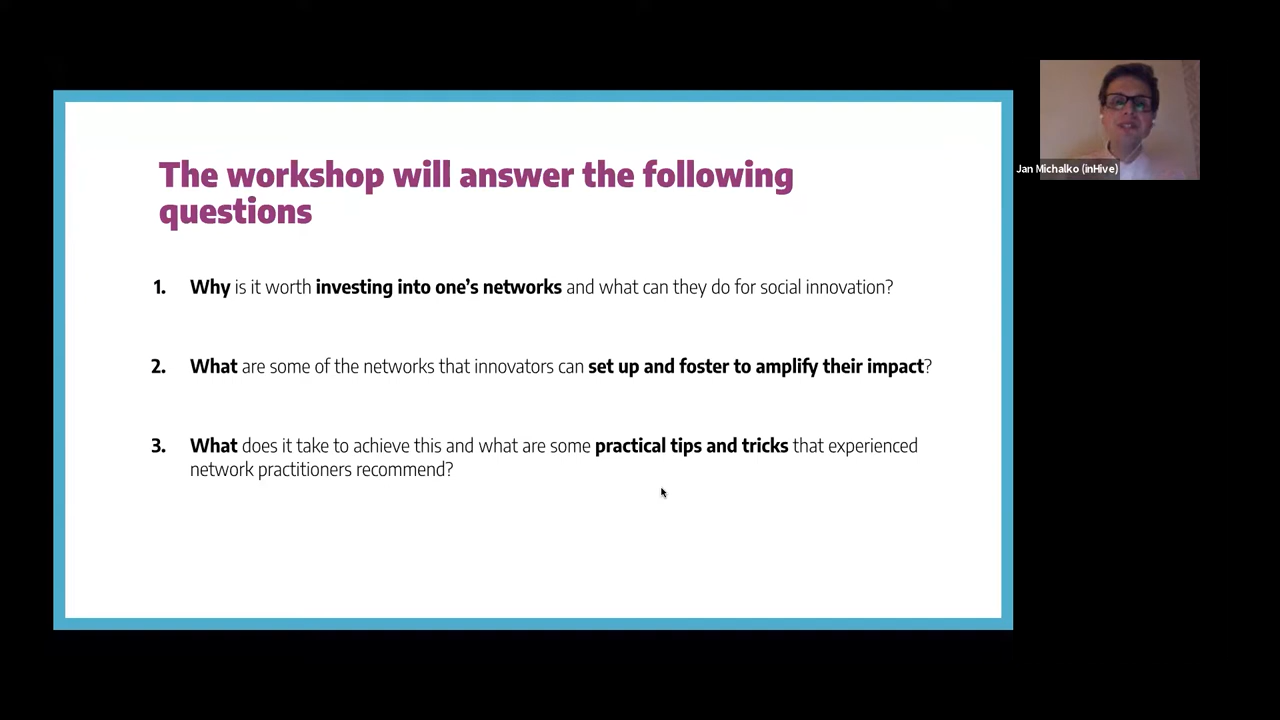 The workshop will answer the following
questions
1. Why is it worth investing into one’s networks and what can they do for social innovation?
2. What are some of the networks that innovators can set up and foster to amplify their impact?
3. What does it take to achieve this and what are some practical tips and tricks that experienced
network practitioners recommend?
Jan Michalko (inHive)